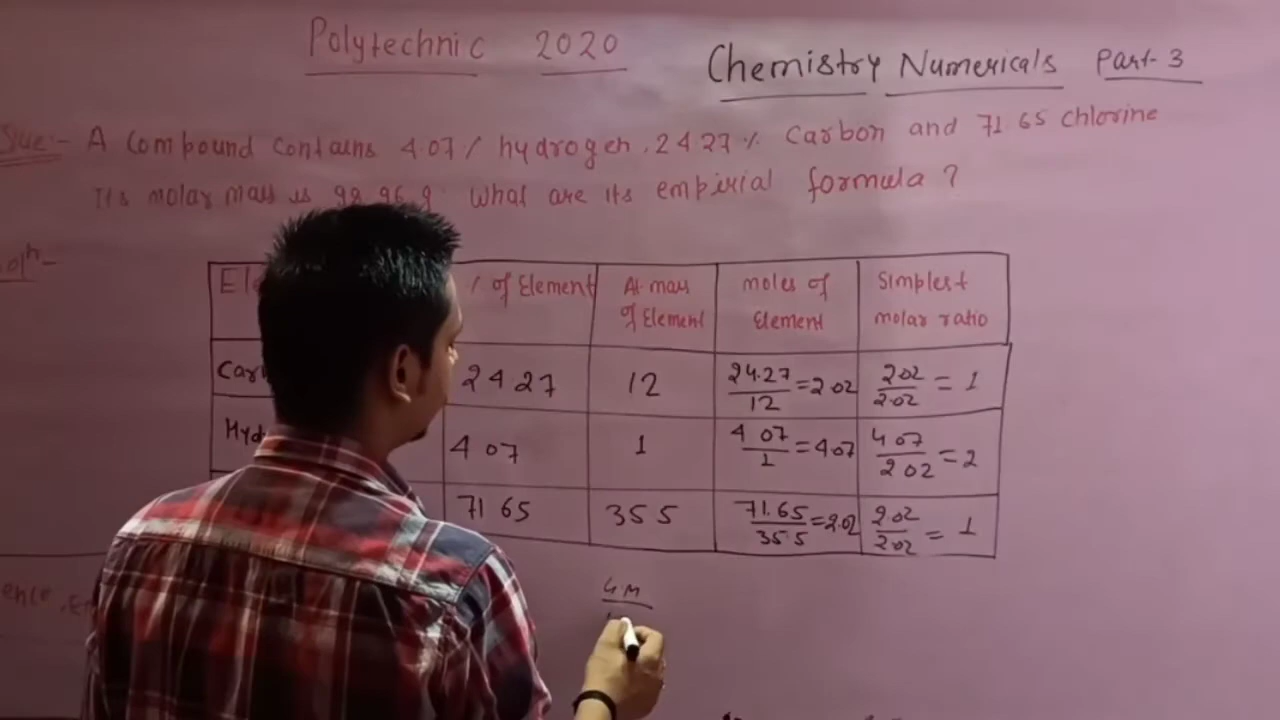 Polytechnic 2020
Chemistry Numericals Part-3
Que:- A Compound contains 4.07% hydrogen, 24.27% Carbon and 71.65 chlorine
Its molar mass is 98.96 g. What are its empirial formula ?
% of Element At mass of Element moles of Element Simplest molar ratio
24 27 12 24.27/12 =2.02 2.02/2.02 = 1
4 07 1 4 07/1 =4.07 4 07/2 02 =2
71 65 35 5 71.65/35 5 =2.02 2.02/2.02 = 1